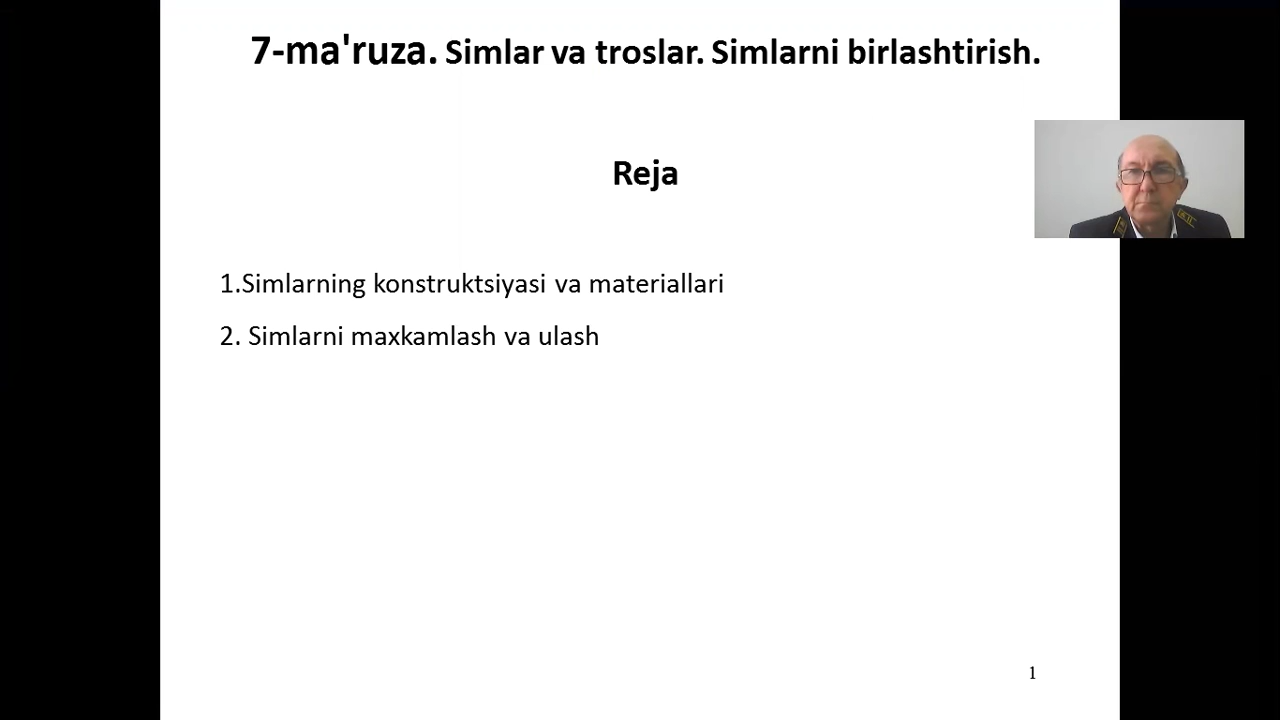 7-ma'ruza. Simlar va troslar. Simlarni birlashtirish.
Reja
1.Simlarning konstruktsiyasi va materiallari
2. Simlarni maxkamlash va ulash
1